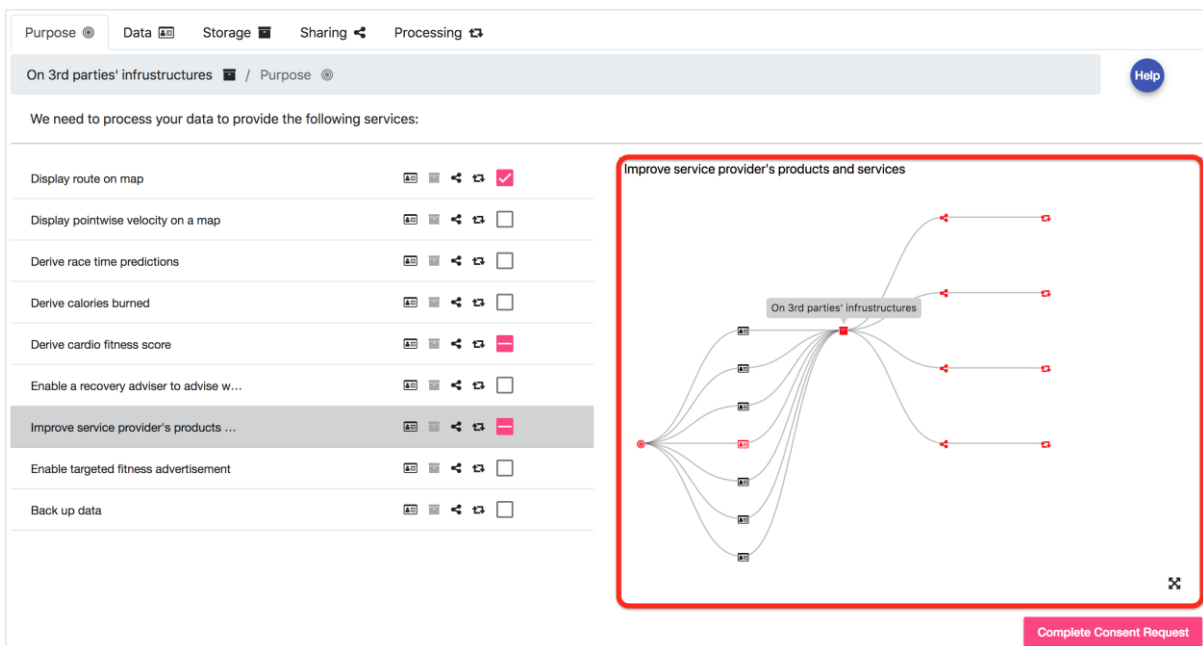 Purpose Data Storage Sharing Processing
On 3rd parties' infrustructures / Purpose
Help
We need to process your data to provide the following services:
Improve service provider's products and services
Display route on map
Display pointwise velocity on a map
Derive race time predictions
Derive calories burned
On 3rd parties' infrustructures
Derive cardio fitness score
Enable a recovery adviser to advise w...
Improve service provider's products ...
Enable targeted fitness advertisement
Back up data
Complete Consent Request